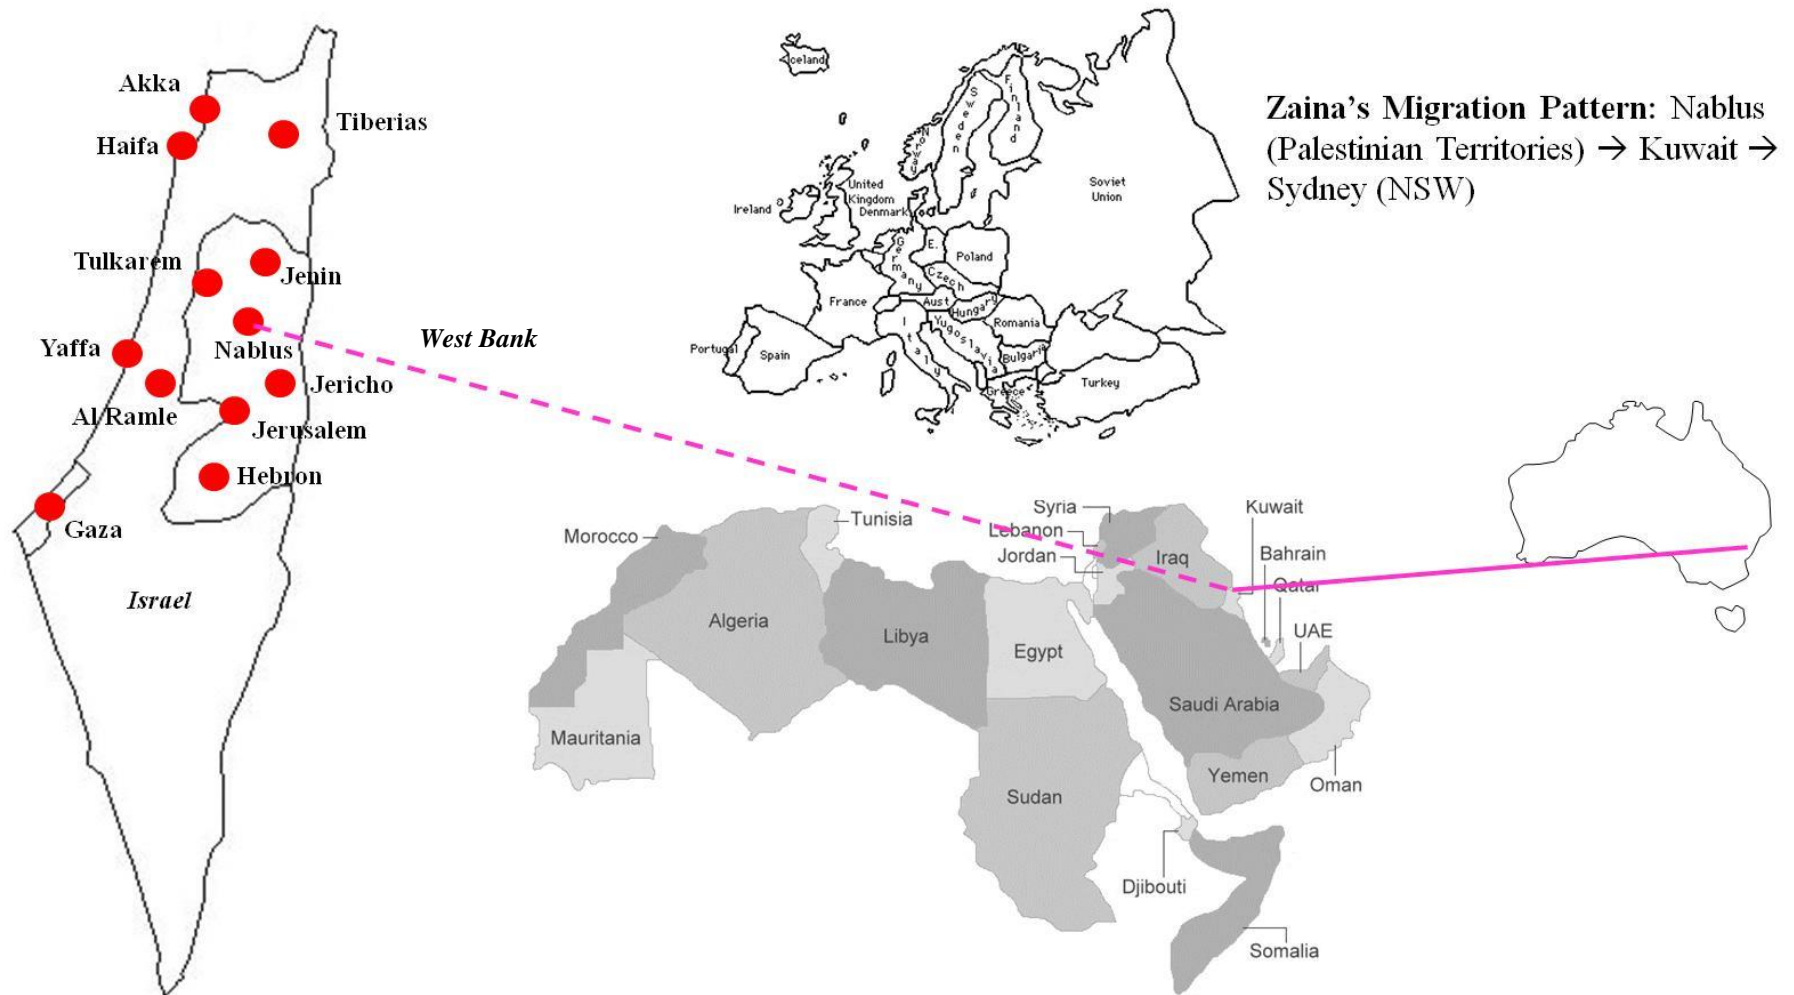 Akka
Tiberias
Haifa
Tulkarem
Jenin
Nablus
West Bank
Yaffa
Jericho
Al Ramle
Jerusalem
Hebron
Gaza
Israel
Iceland
Norway
Sweden
Finland
United
Kingdom
Ireland
Denmark
Soviet
Union
Germany
E.
Poland
Czech
France
Aust
Hungary
Romania
Italy
Yugoslavia
Bulgaria
Portugal
Spain
Greece
Turkey
Zaina’s Migration Pattern: Nablus
(Palestinian Territories) → Kuwait →
Sydney (NSW)
Morocco
Tunisia
Syria
Lebanon
Jordan
Iraq
Kuwait
Bahrain
Qatar
UAE
Algeria
Libya
Egypt
Saudi Arabia
Mauritania
Sudan
Yemen
Oman
Djibouti
Somalia